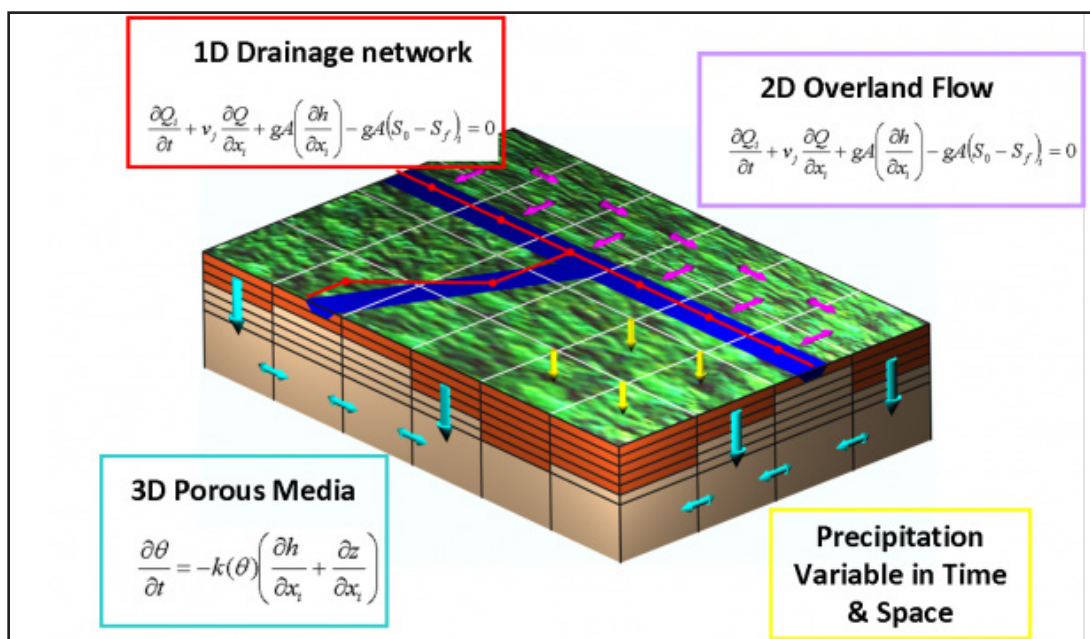 1D Drainage network
∂Q_i/∂t + v_j ∂Q/∂x_i + gA(∂h/∂x_i) − gA(S_0 − S_f)_i = 0
2D Overland Flow
∂Q_i/∂t + v_j ∂Q/∂x_i + gA(∂h/∂x_i) − gA(S_0 − S_f)_i = 0
3D Porous Media
∂θ/∂t = −k(θ)(∂h/∂x_i + ∂z/∂x_i)
Precipitation
Variable in Time
& Space